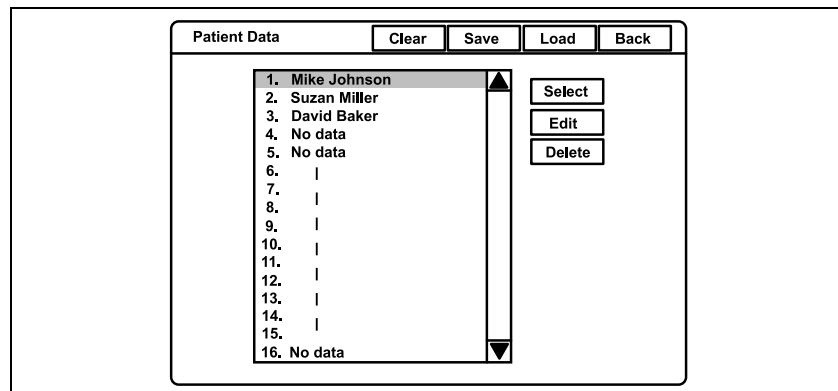 Patient Data Clear Save Load Back
1. Mike Johnson
2. Suzan Miller
3. David Baker
4. No data
5. No data
6.
7.
8.
9.
10.
11.
12.
13.
14.
15.
16. No data
Select
Edit
Delete